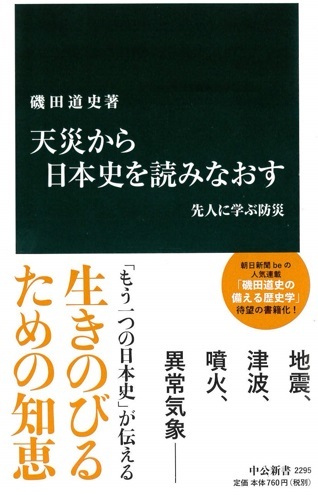 磯田道史著
天災から
日本史を読みなおす
先人に学ぶ防災
朝日新聞beの
人気連載
「磯田道史の
備える歴史学」
待望の書籍化!
地震、
津波、
噴火、
異常気象――
「もう一つの日本史」が伝える
生きのびる
ための知恵
中公新書 2295
定価 本体760円(税別)